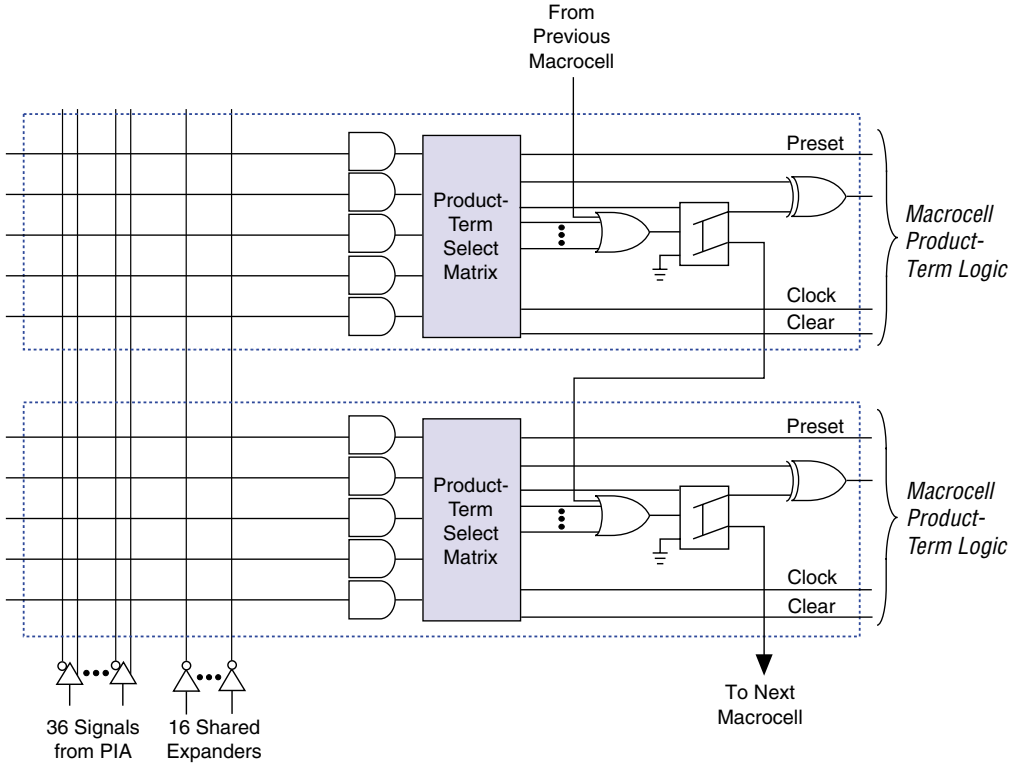 From
Previous
Macrocell
Preset
Product-
Term
Select
Matrix
Macrocell
Product-
Term Logic
Clock
Clear
Preset
Product-
Term
Select
Matrix
Macrocell
Product-
Term Logic
Clock
Clear
To Next
Macrocell
36 Signals
from PIA
16 Shared
Expanders